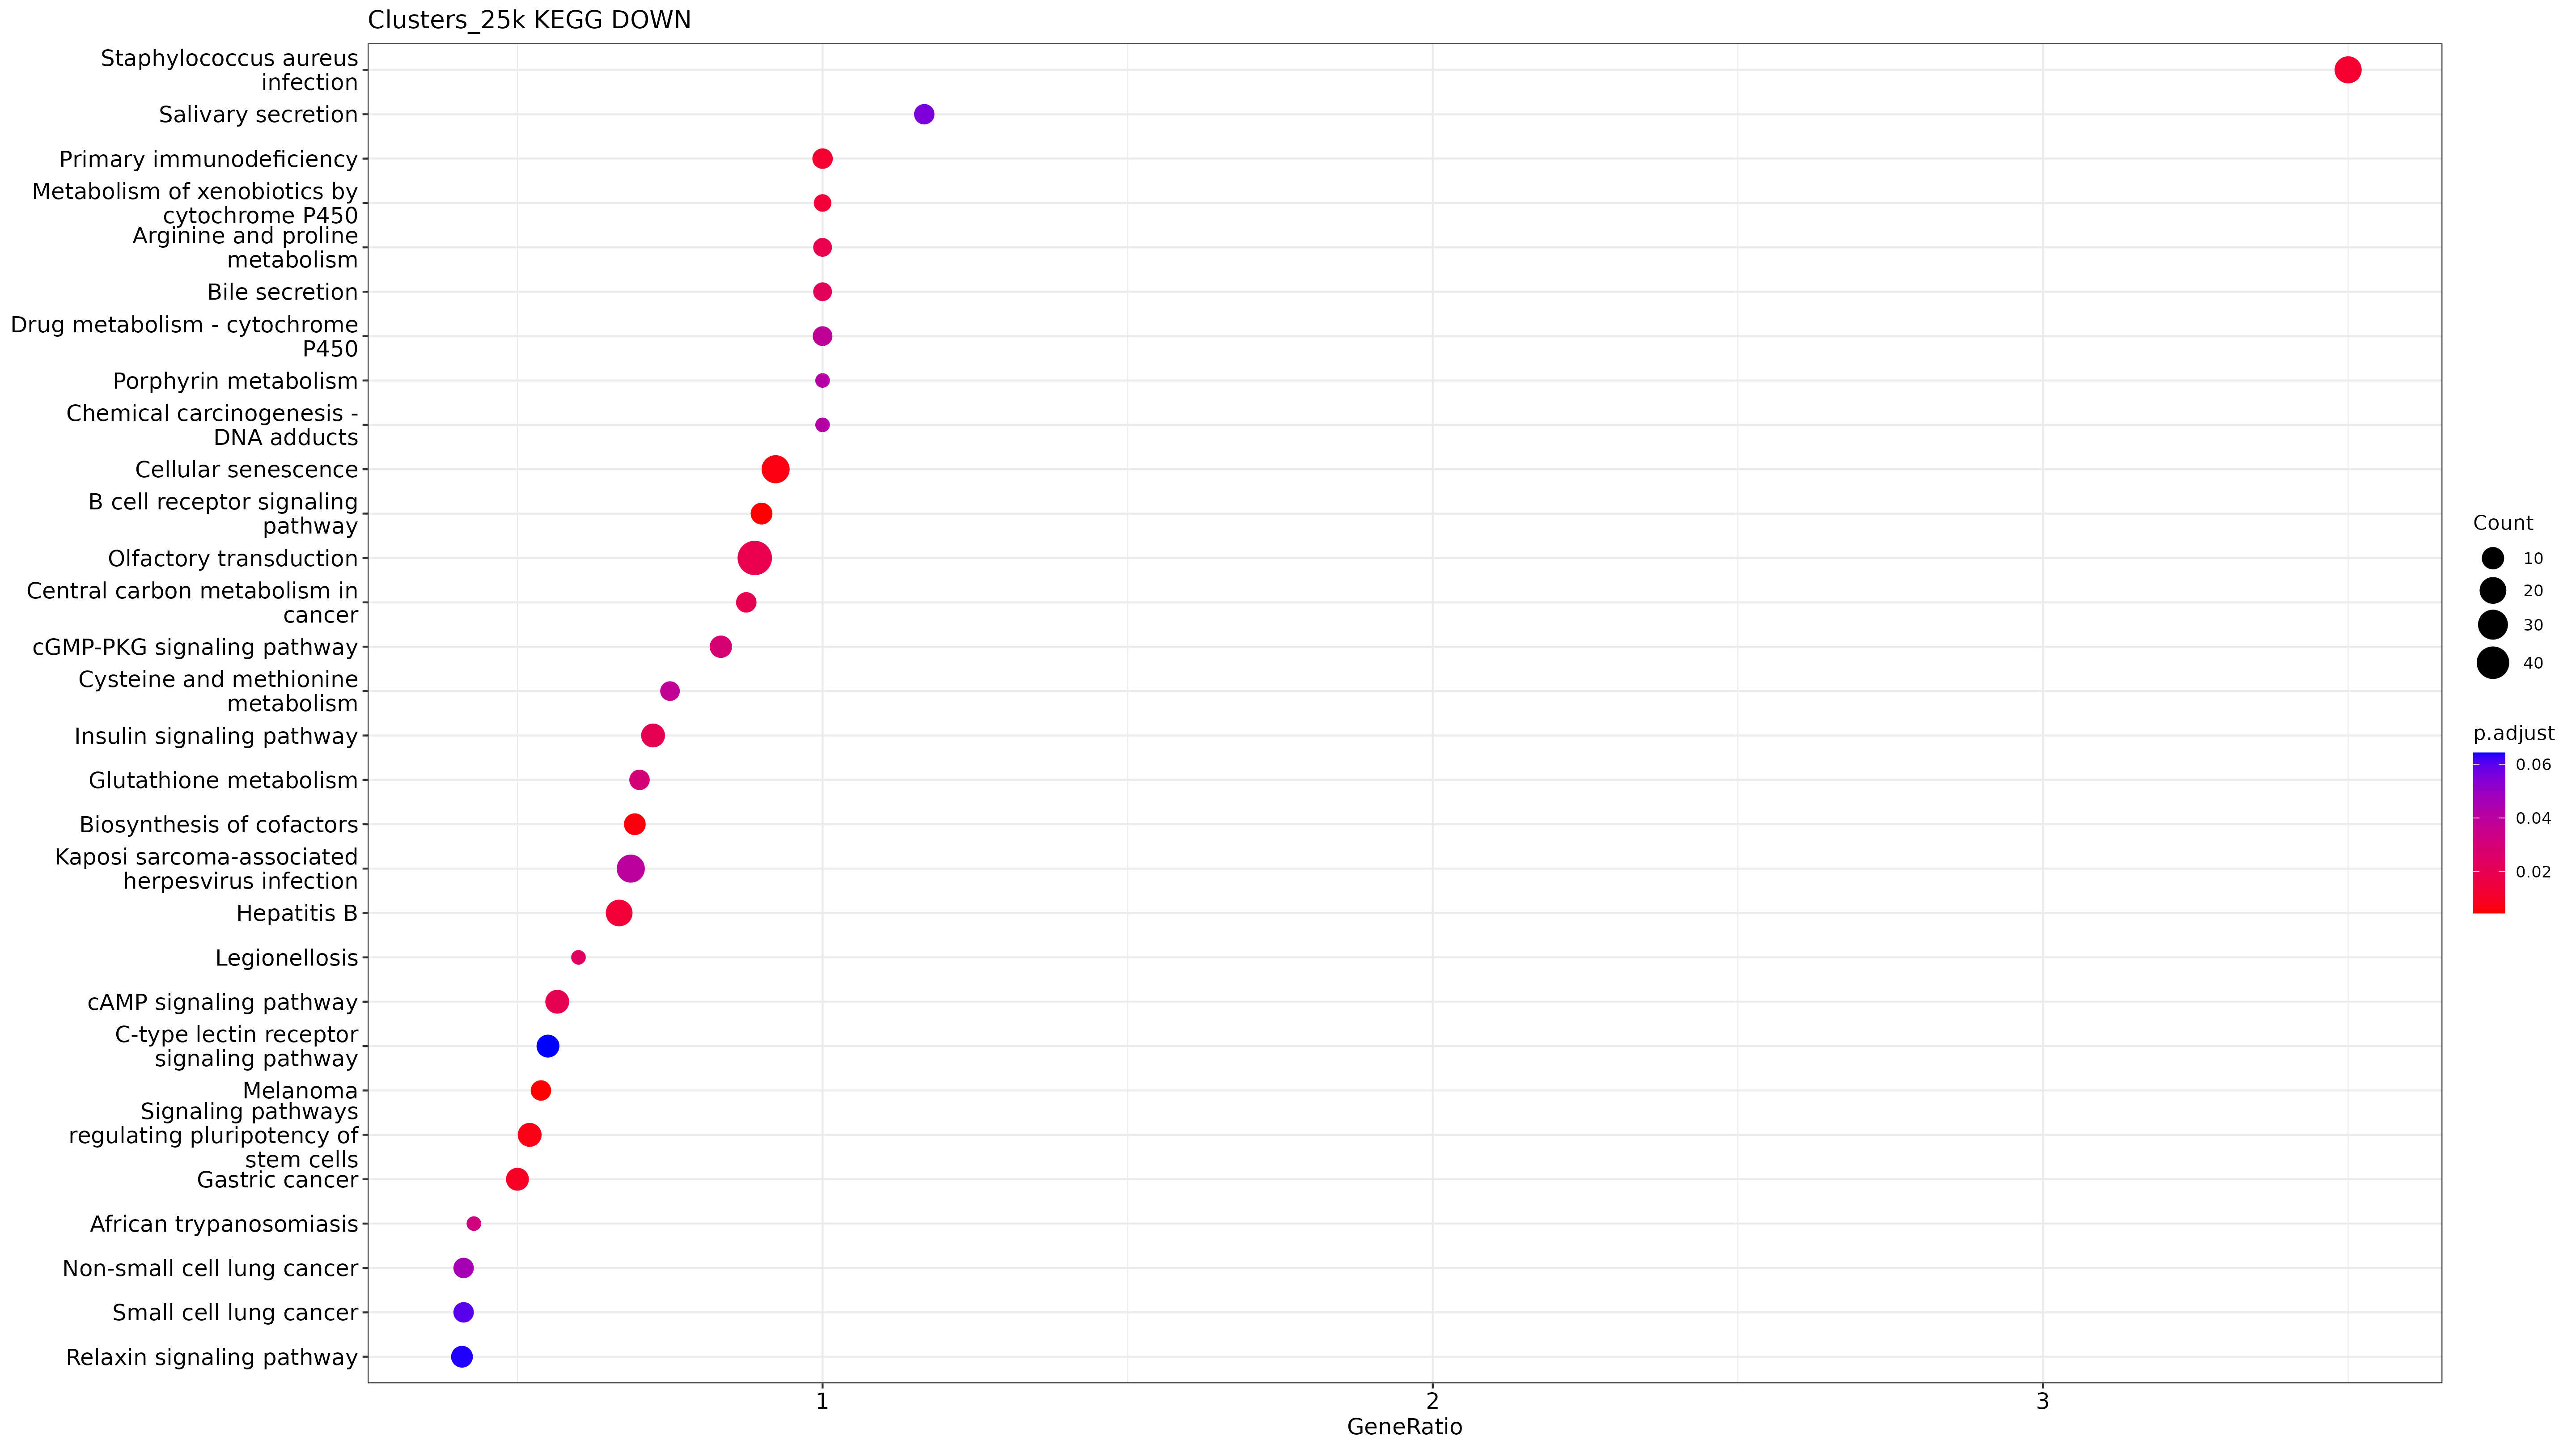 Clusters_25k KEGG DOWN
Staphylococcus aureus
infection
Salivary secretion
Primary immunodeficiency
Metabolism of xenobiotics by
cytochrome P450
Arginine and proline
metabolism
Bile secretion
Drug metabolism - cytochrome
P450
Porphyrin metabolism
Chemical carcinogenesis -
DNA adducts
Cellular senescence
B cell receptor signaling
pathway
Olfactory transduction
Central carbon metabolism in
cancer
cGMP-PKG signaling pathway
Cysteine and methionine
metabolism
Insulin signaling pathway
Glutathione metabolism
Biosynthesis of cofactors
Kaposi sarcoma-associated
herpesvirus infection
Hepatitis B
Legionellosis
cAMP signaling pathway
C-type lectin receptor
signaling pathway
Melanoma
Signaling pathways
regulating pluripotency of
stem cells
Gastric cancer
African trypanosomiasis
Non-small cell lung cancer
Small cell lung cancer
Relaxin signaling pathway
1 2 3
GeneRatio
Count
10
20
30
40
p.adjust
0.06
0.04
0.02